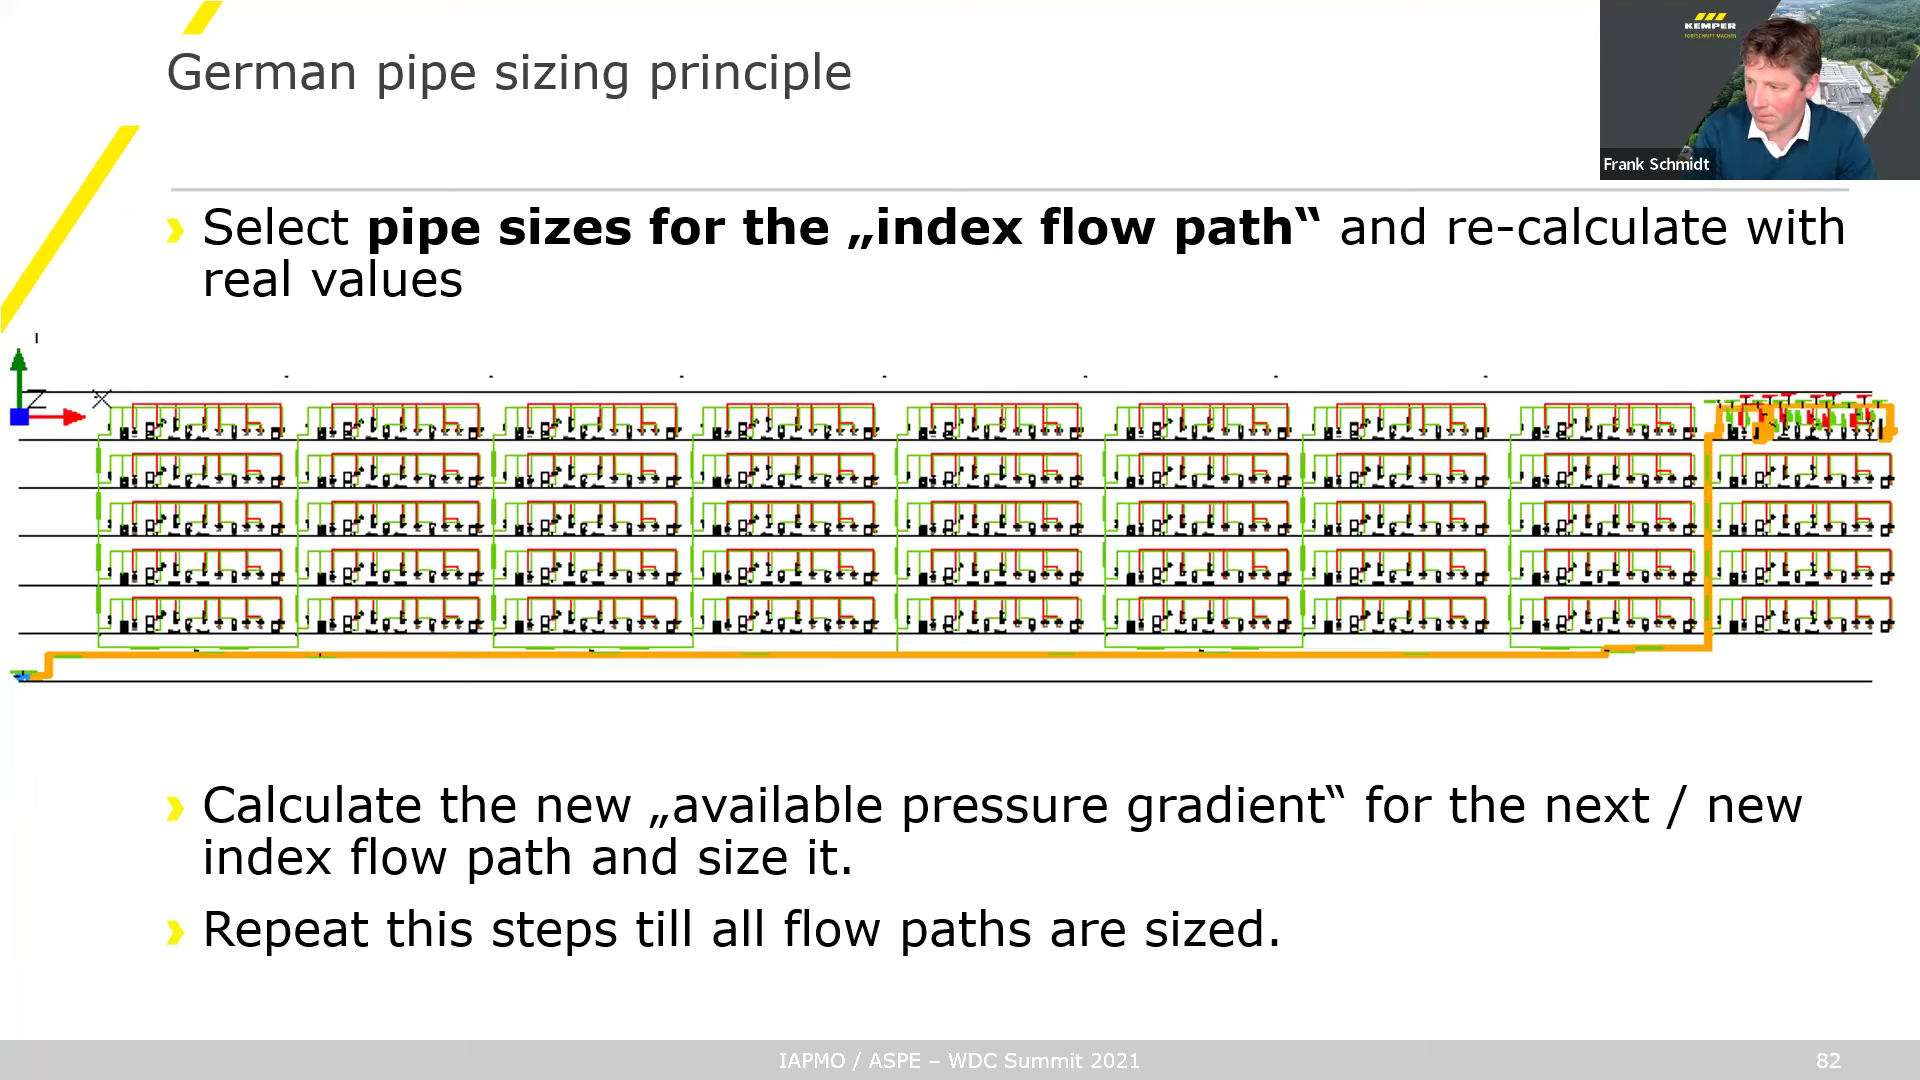 German pipe sizing principle
KEMPER
FORTSCHRITT MACHEN
Frank Schmidt
› Select pipe sizes for the „index flow path‟ and re-calculate with
real values
Z X
› Calculate the new „available pressure gradient‟ for the next / new
index flow path and size it.
› Repeat this steps till all flow paths are sized.
IAPMO / ASPE – WDC Summit 2021
82